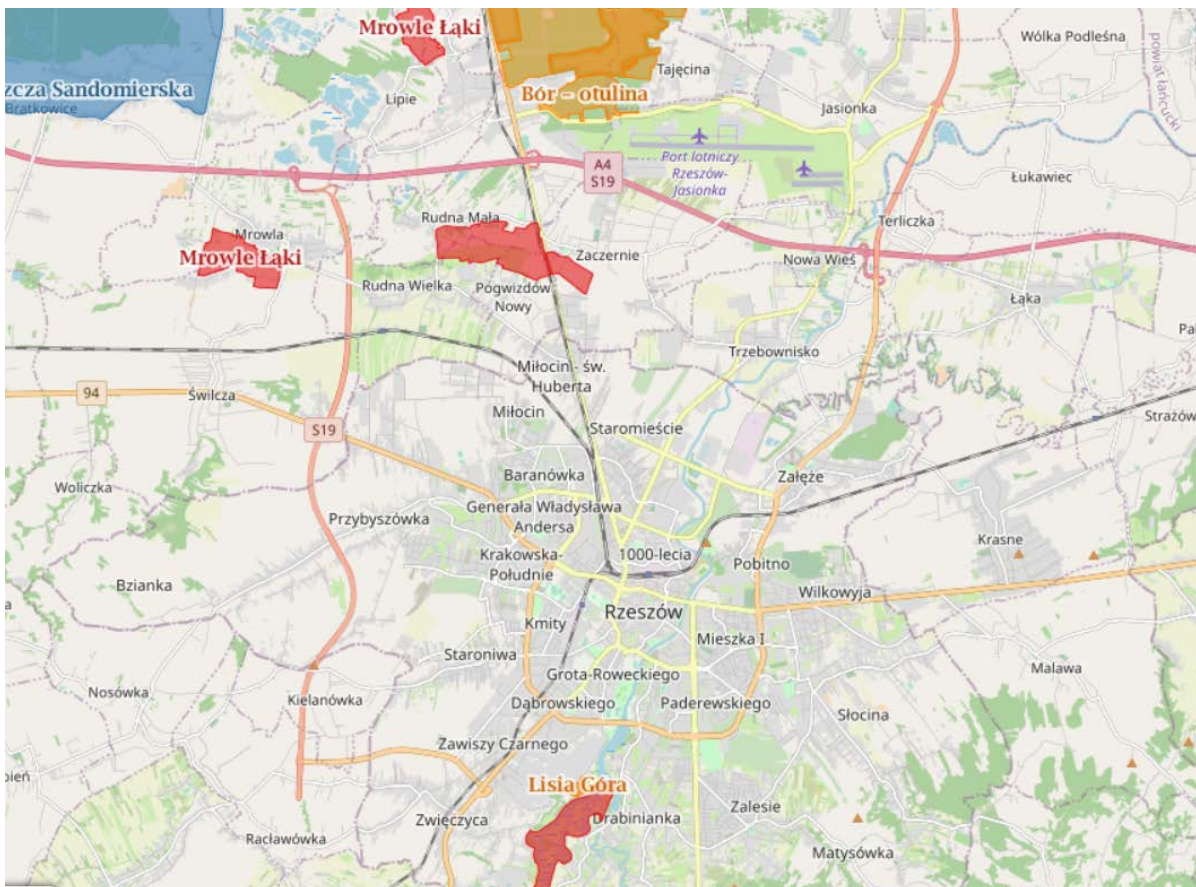 Mrowle Łąki
Wólka Podleśna
powiat łańcucki
Tajęcina
zcza Sandomierska
Bratkowice
Lipie
Bór – otulina
Jasionka
A4
S19
Port lotniczy
Rzeszów-
Jasionka
Łukawiec
Rudna Mała
Terliczka
Mrowla
Mrowle Łąki
Zaczernie
Nowa Wieś
Rudna Wielka
Pogwizdów
Nowy
Łąka
Pa
Trzebownisko
Miłocin - św.
Huberta
94
Świlcza
Miłocin
S19
Staromieście
Strażów
Baranówka
Załęże
Woliczka
Generała Władysława
Andersa
Przybyszówka
Krasne
Krakowska-
Południe
1000-lecia
Pobitno
Bzianka
Wilkowyja
Rzeszów
Kmity
Mieszka I
Staroniwa
Malawa
Grota-Roweckiego
Nosówka
Kielanówka
Dąbrowskiego
Paderewskiego
Słocina
Zawiszy Czarnego
bień
Lisia Góra
Zalesie
Zwięczyca
Drabinianka
Racławówka
Matysówka